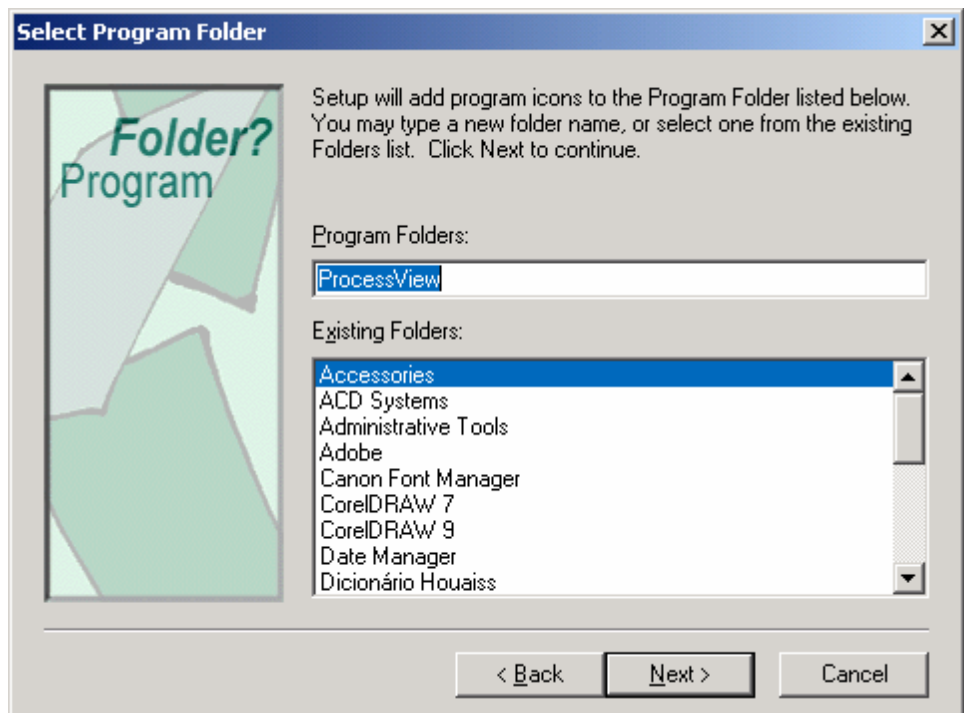 Select Program Folder
Folder?
Program
Setup will add program icons to the Program Folder listed below.
You may type a new folder name, or select one from the existing
Folders list.  Click Next to continue.
Program Folders:
ProcessView
Existing Folders:
Accessories
ACD Systems
Administrative Tools
Adobe
Canon Font Manager
CorelDRAW 7
CorelDRAW 9
Date Manager
Dicionário Houaiss
< Back
Next >
Cancel